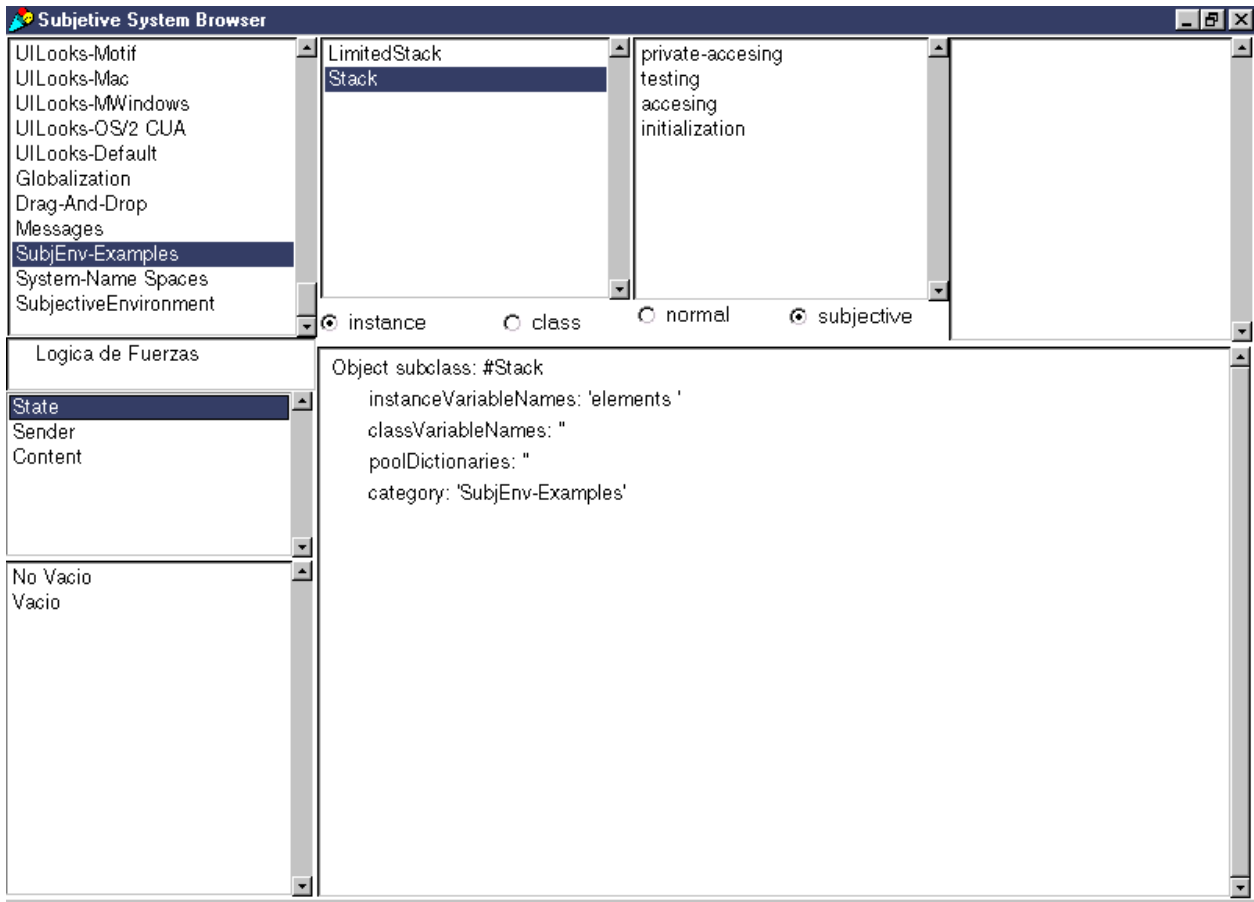 Subjetive System Browser
UILooks-Motif
UILooks-Mac
UILooks-MWindows
UILooks-OS/2 CUA
UILooks-Default
Globalization
Drag-And-Drop
Messages
SubjEnv-Examples
System-Name Spaces
SubjectiveEnvironment
LimitedStack
Stack
instance
class
private-accesing
testing
accesing
initialization
normal
subjective
Logica de Fuerzas
State
Sender
Content
No Vacio
Vacio
Object subclass: #Stack
instanceVariableNames: 'elements '
classVariableNames: ''
poolDictionaries: ''
category: 'SubjEnv-Examples'